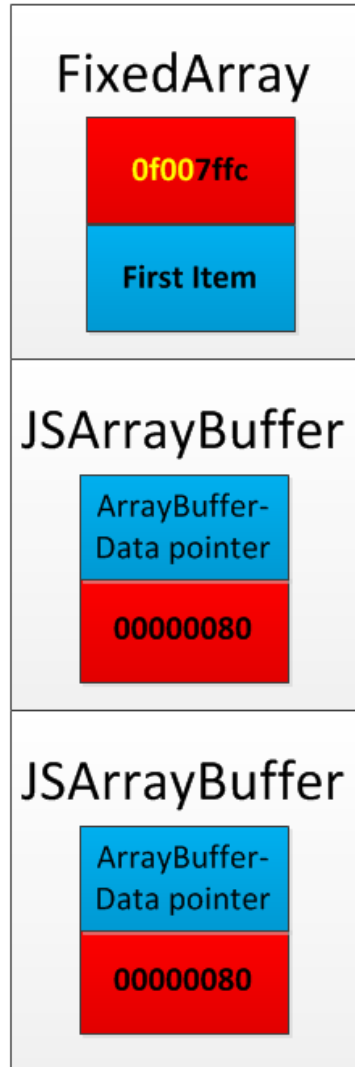 FixedArray
0f007ffc
First Item
JSArrayBuffer
ArrayBuffer-
Data pointer
00000080
JSArrayBuffer
ArrayBuffer-
Data pointer
00000080